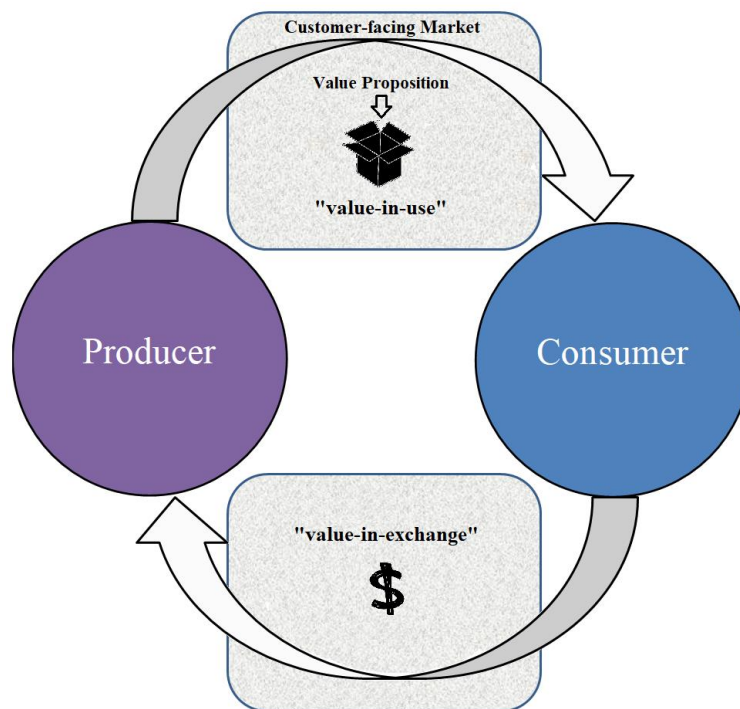 Customer-facing Market
Value Proposition
"value-in-use"
Producer
Consumer
"value-in-exchange"
$